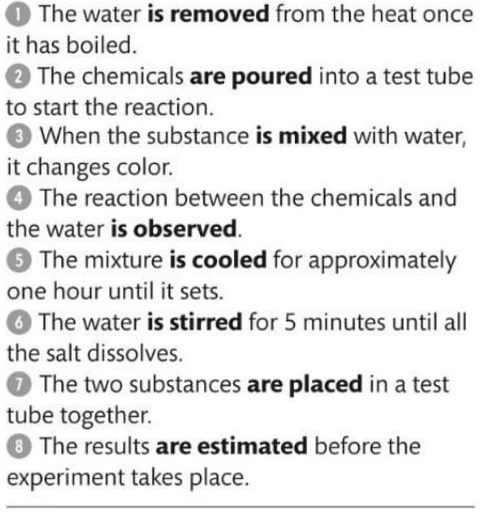 1 The water is removed from the heat once
it has boiled.
2 The chemicals are poured into a test tube
to start the reaction.
3 When the substance is mixed with water,
it changes color.
4 The reaction between the chemicals and
the water is observed.
5 The mixture is cooled for approximately
one hour until it sets.
6 The water is stirred for 5 minutes until all
the salt dissolves.
7 The two substances are placed in a test
tube together.
8 The results are estimated before the
experiment takes place.